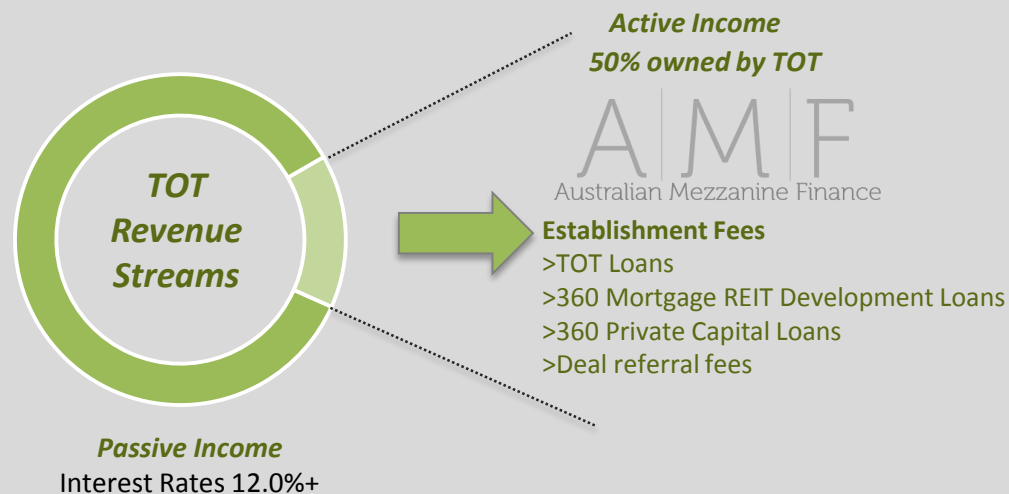 Active Income
50% owned by TOT
A|M|F
Australian Mezzanine Finance
TOT
Revenue
Streams
Establishment Fees
>TOT Loans
>360 Mortgage REIT Development Loans
>360 Private Capital Loans
>Deal referral fees
Passive Income
Interest Rates 12.0%+